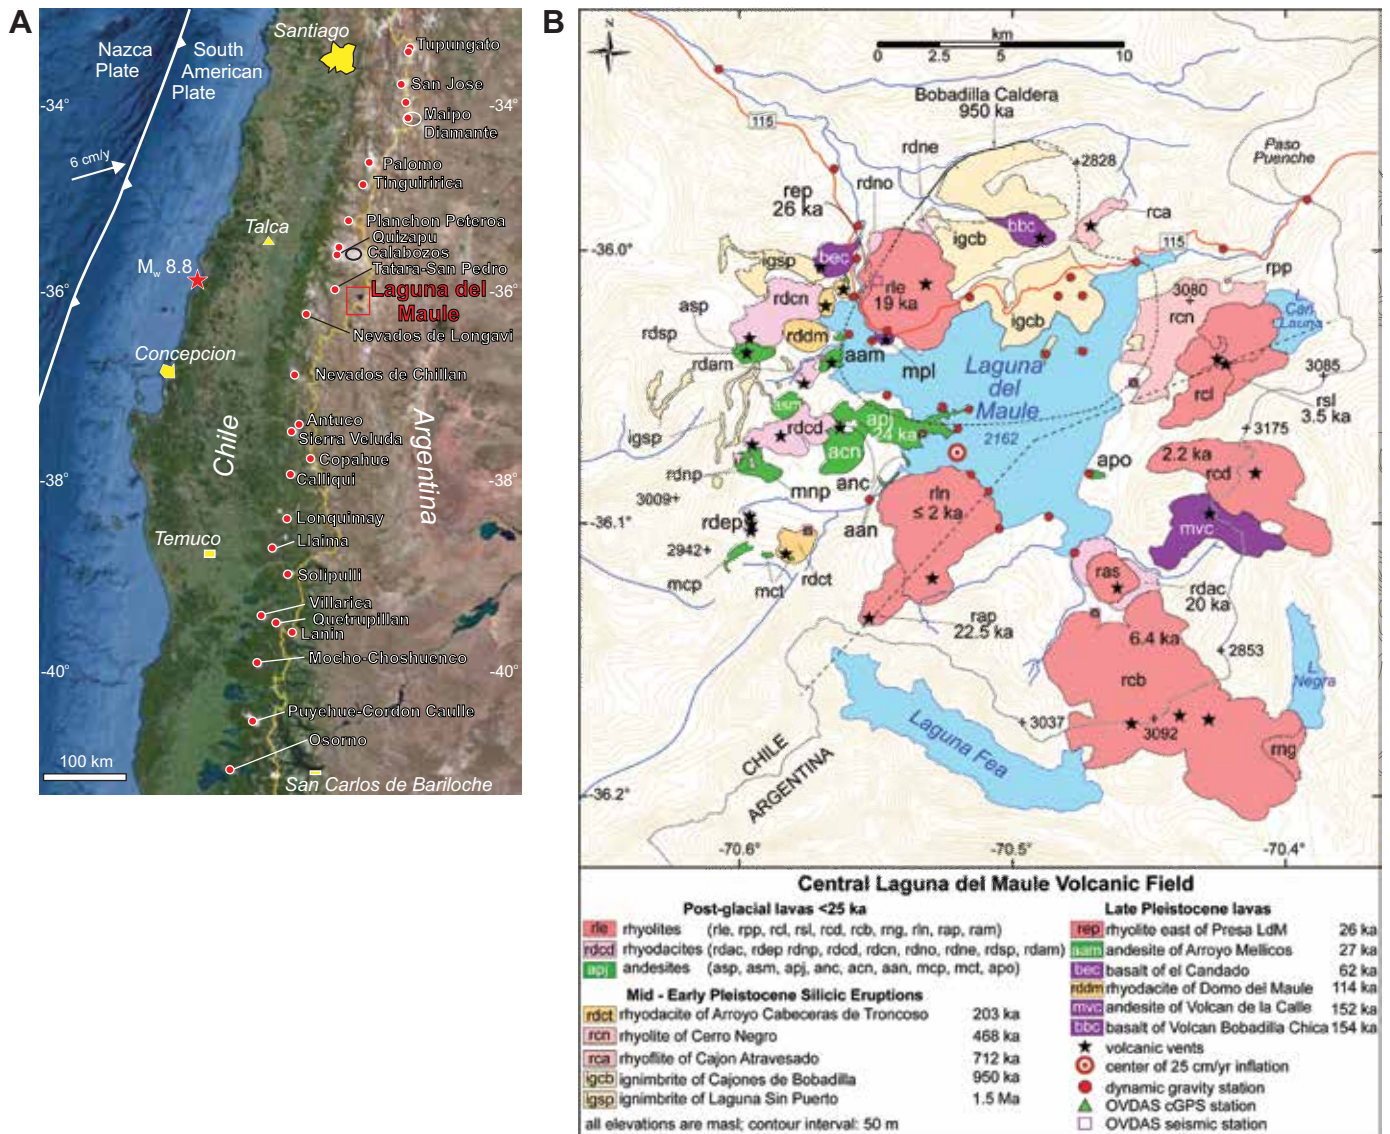 A
Nazca
Plate
South
American
Plate
Santiago
Tupungato
San Jose
Maipo
Diamante
-34°
-34°
6 cm/y
Palomo
Tinguiririca
Planchon Peteroa
Quizapu
Calabozos
Tatara-San Pedro
Talca
Mw 8.8
-36°
-36°
Laguna del
Maule
Nevados de Longavi
Concepcion
Nevados de Chillan
Antuco
Sierra Veluda
Copahue
Calliqui
Chile
Argentina
-38°
-38°
Lonquimay
Llaima
Temuco
Solipulli
Villarica
Quetrupillan
Lanin
Mocho-Choshuenco
-40°
-40°
Puyehue-Cordon Caulle
Osorno
100 km
San Carlos de Bariloche
B
z
km
0 2.5 5 10
Bobadilla Caldera
950 ka
115
rdne
+2828
Paso
Puenche
rdno
rep
26 ka
rca
bbc
igcb
115
-36.0°
bec
igsp
rle
19 ka
rdcn
rpp
3080
+
rcn
L.
Cari
Launa
asp
rdsp
rddm
igcb
rdam
aam
mpl
Laguna
del
Maule
3085
+
rcl
rsl
3.5 ka
asm
apj
24 ka
+3175
igsp
rdcd
acn
2162
2.2 ka
rcd
rdnp
mnp
anc
apo
3009+
rln
≤ 2 ka
mvc
-36.1°
rdep
aan
2942+
mcp
mct
rdct
ras
rdac
20 ka
rap
22.5 ka
6.4 ka
+2853
rcb
L.
Negra
Laguna Fea
+3037
+
3092
rng
CHILE
ARGENTINA
-36.2°
-70.6°
-70.5°
-70.4°
Central Laguna del Maule Volcanic Field
Post-glacial lavas <25 ka
rle rhyolites (rle, rpp, rcl, rsl, rcd, rcb, rng, rln, rap, ram)
rdcd rhyodacites (rdac, rdep rdnp, rdcd, rdcn, rdno, rdne, rdsp, rdam)
apj andesites (asp, asm, apj, anc, acn, aan, mcp, mct, apo)
Mid - Early Pleistocene Silicic Eruptions
rdct rhyodacite of Arroyo Cabeceras de Troncoso 203 ka
rcn rhyolite of Cerro Negro 468 ka
rca rhyoflite of Cajon Atravesado 712 ka
igcb ignimbrite of Cajones de Bobadilla 950 ka
igsp ignimbrite of Laguna Sin Puerto 1.5 Ma
all elevations are masl; contour interval: 50 m
Late Pleistocene lavas
rep rhyolite east of Presa LdM 26 ka
aam andesite of Arroyo Mellicos 27 ka
bec basalt of el Candado 62 ka
rddm rhyodacite of Domo del Maule 114 ka
mvc andesite of Volcan de la Calle 152 ka
bbc basalt of Volcan Bobadilla Chica 154 ka
volcanic vents
center of 25 cm/yr inflation
dynamic gravity station
OVDAS cGPS station
OVDAS seismic station